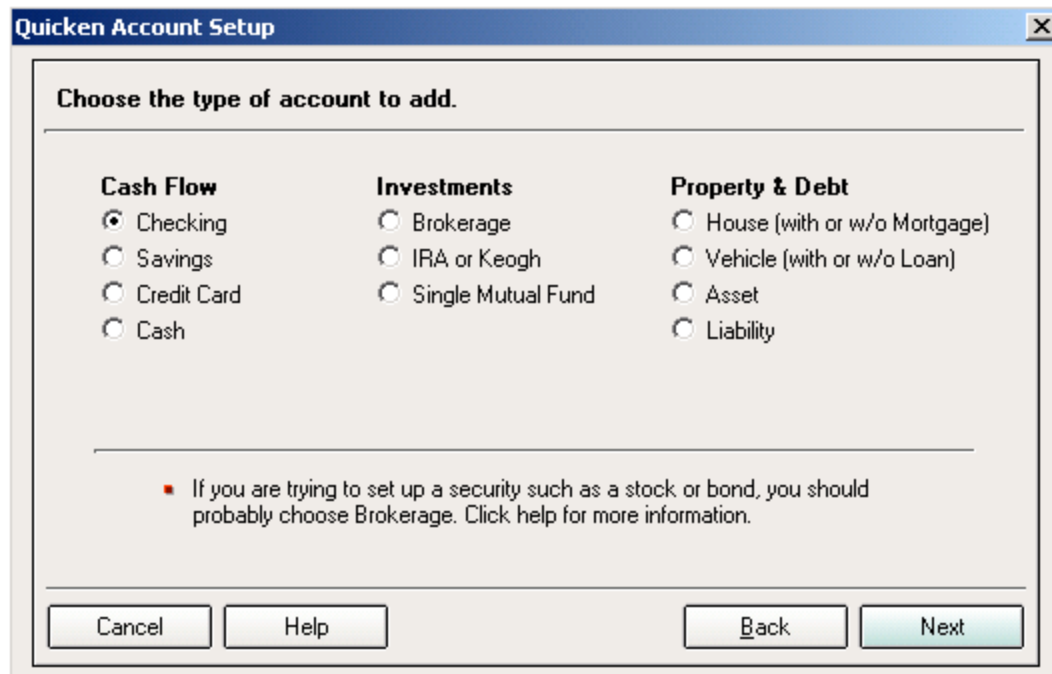 Quicken Account Setup
Choose the type of account to add.
Cash Flow
Checking
Savings
Credit Card
Cash
Investments
Brokerage
IRA or Keogh
Single Mutual Fund
Property & Debt
House (with or w/o Mortgage)
Vehicle (with or w/o Loan)
Asset
Liability
If you are trying to set up a security such as a stock or bond, you should
probably choose Brokerage. Click help for more information.
Cancel
Help
Back
Next